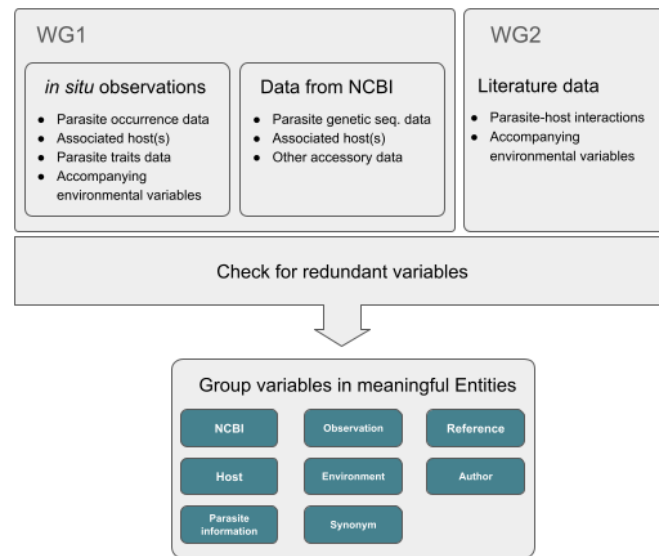 WG1
in situ observations
● Parasite occurrence data
● Associated host(s)
● Parasite traits data
● Accompanying
environmental variables
Data from NCBI
● Parasite genetic seq. data
● Associated host(s)
● Other accessory data
WG2
Literature data
● Parasite-host interactions
● Accompanying
environmental variables
Check for redundant variables
Group variables in meaningful Entities
NCBI
Observation
Reference
Host
Environment
Author
Parasite
information
Synonym